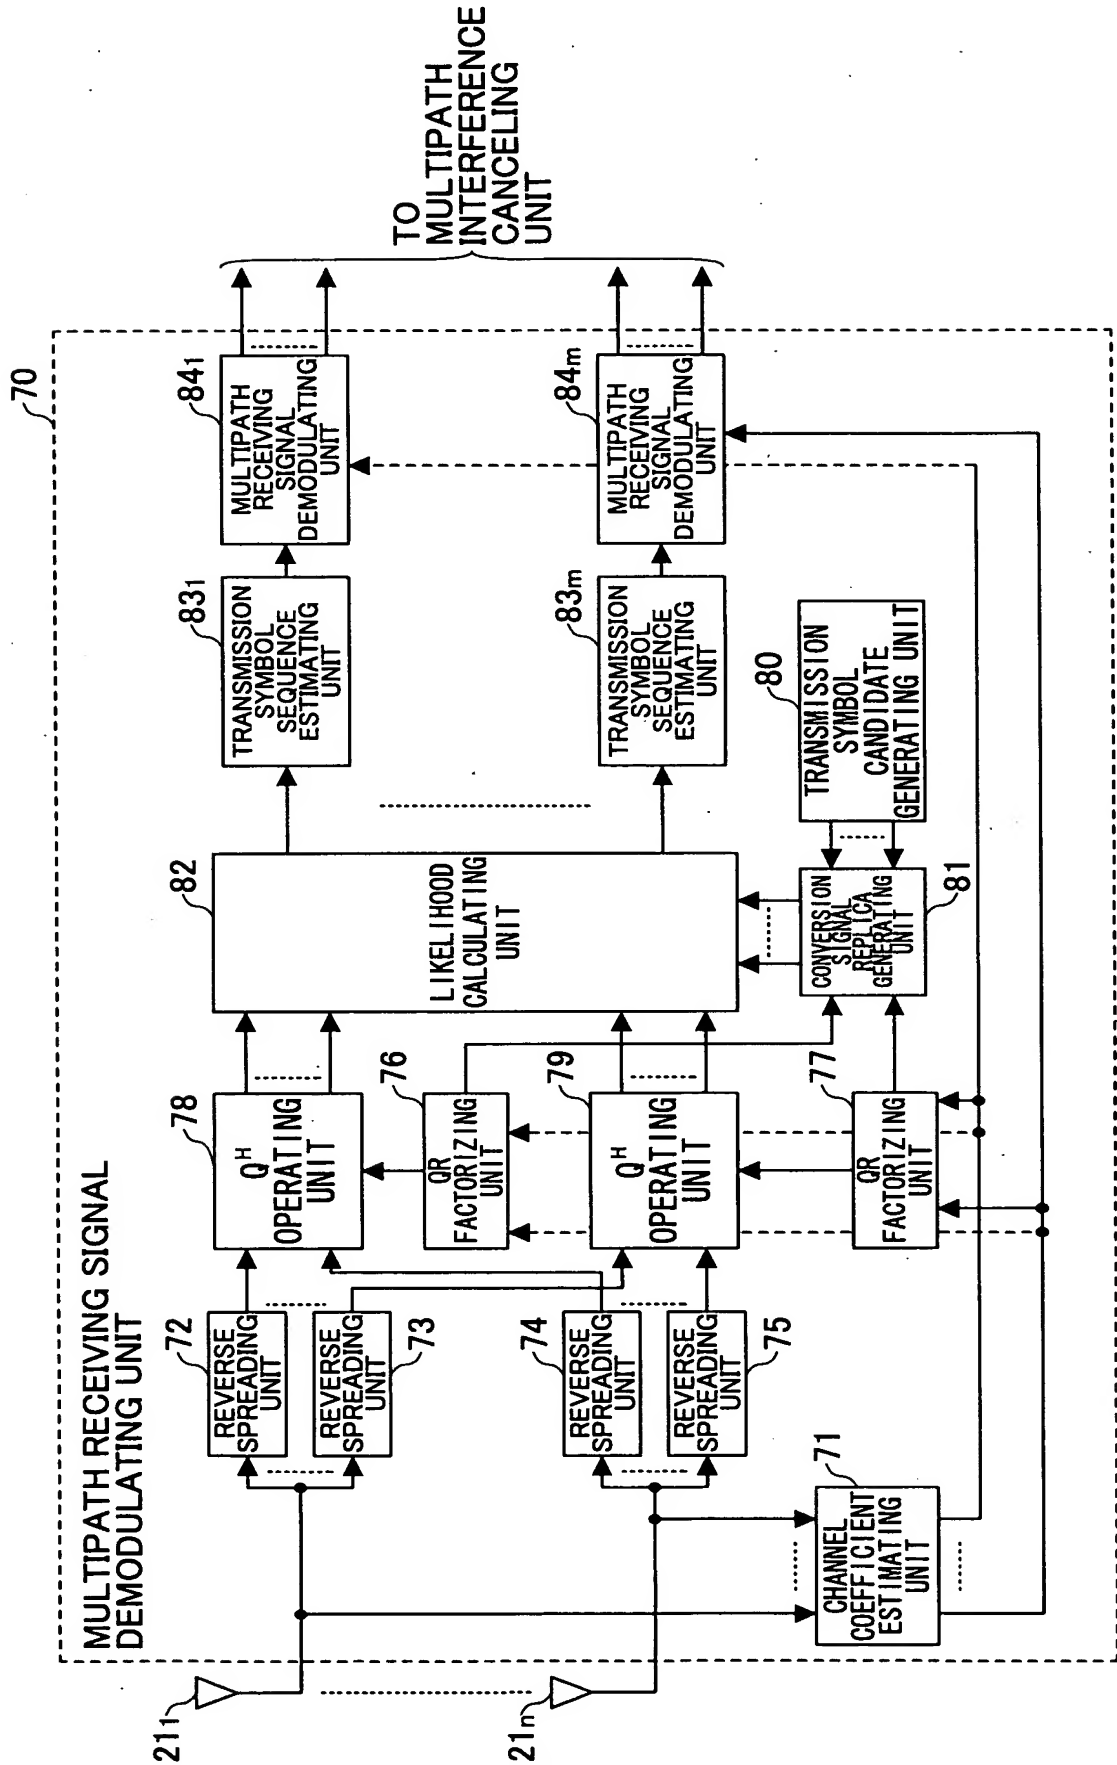 MULTIPATH RECEIVING SIGNAL
DEMODULATING UNIT
70
21₁
21n
72
REVERSE
SPREADING
UNIT
73
REVERSE
SPREADING
UNIT
74
REVERSE
SPREADING
UNIT
75
REVERSE
SPREADING
UNIT
71
CHANNEL
COEFFICIENT
ESTIMATING
UNIT
78
Qᴴ
OPERATING
UNIT
76
QR
FACTORIZING
UNIT
79
Qᴴ
OPERATING
UNIT
77
QR
FACTORIZING
UNIT
82
LIKELIHOOD
CALCULATING
UNIT
CONVERSION
SIGNAL
REPLICA
GENERATING
UNIT
81
80
TRANSMISSION
SYMBOL
CANDIDATE
GENERATING UNIT
83₁
TRANSMISSION
SYMBOL
SEQUENCE
ESTIMATING
UNIT
83m
TRANSMISSION
SYMBOL
SEQUENCE
ESTIMATING
UNIT
84₁
MULTIPATH
RECEIVING
SIGNAL
DEMODULATING
UNIT
84m
MULTIPATH
RECEIVING
SIGNAL
DEMODULATING
UNIT
TO
MULTIPATH
INTERFERENCE
CANCELING
UNIT